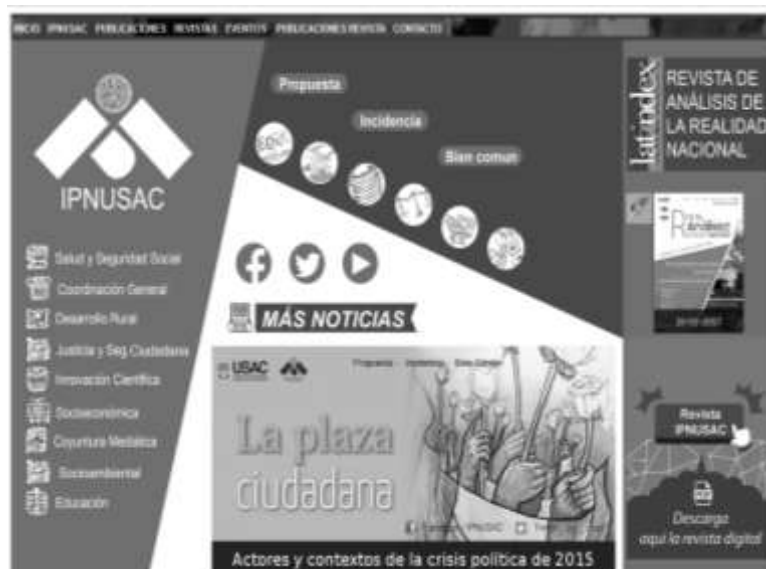 INICIO IPNUSAC PUBLICACIONES REVISTAS EVENTOS PUBLICACIONES REVISTA CONTACTO
IPNUSAC
Salud y Seguridad Social
Coordinación General
Desarrollo Rural
Justicia y Seg. Ciudadana
Innovación Científica
Socioeconómica
Coyuntura Mediática
Socioambiental
Educación
Propuesta
Incidencia
Bien comun
MÁS NOTICIAS
USAC
La plaza
ciudadana
Actores y contextos de la crisis política de 2015
latindex
REVISTA DE
ANÁLISIS DE
LA REALIDAD
NACIONAL
Revista
IPNUSAC
Descarga
aqui la revista digital